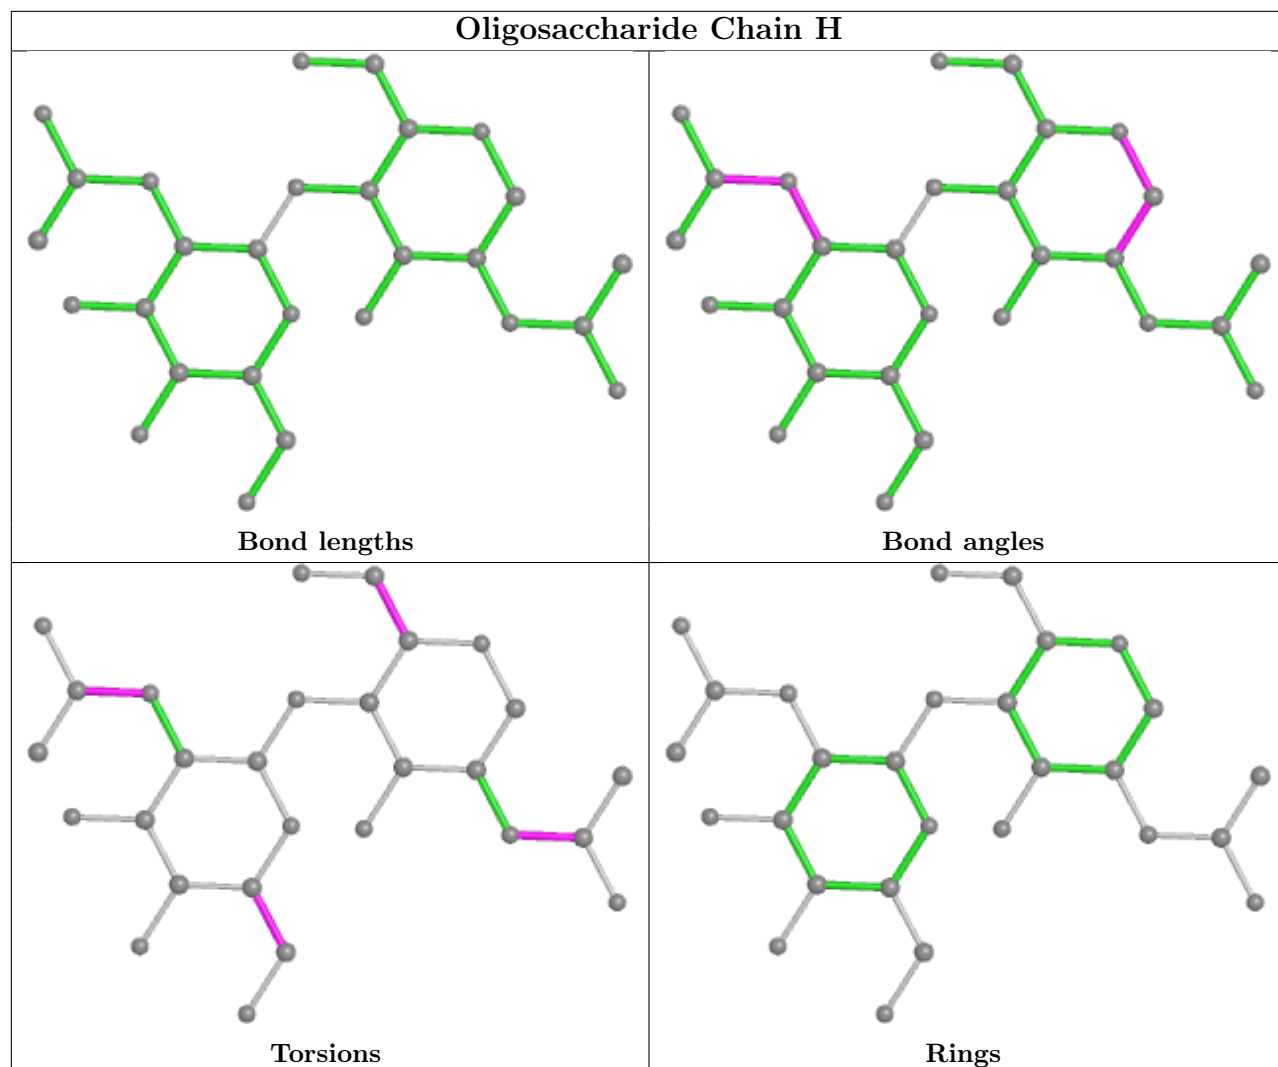 Oligosaccharide Chain H
Bond lengths
Bond angles
Torsions
Rings